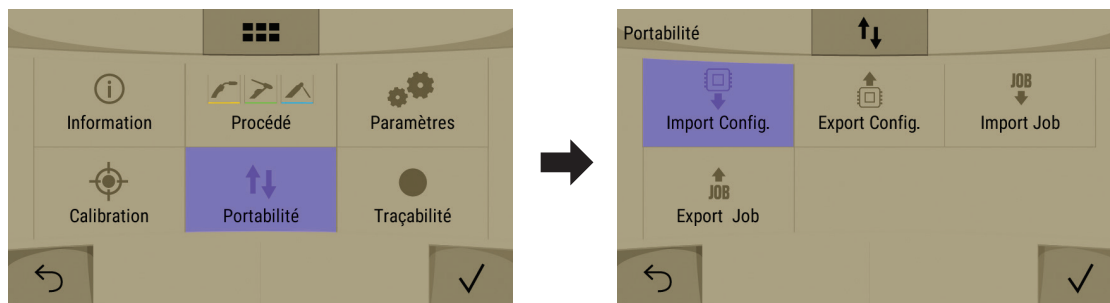 Information
Procédé
Paramètres
Calibration
Portabilité
Traçabilité
Portabilité
Import Config.
Export Config.
JOB
Import Job
JOB
Export Job